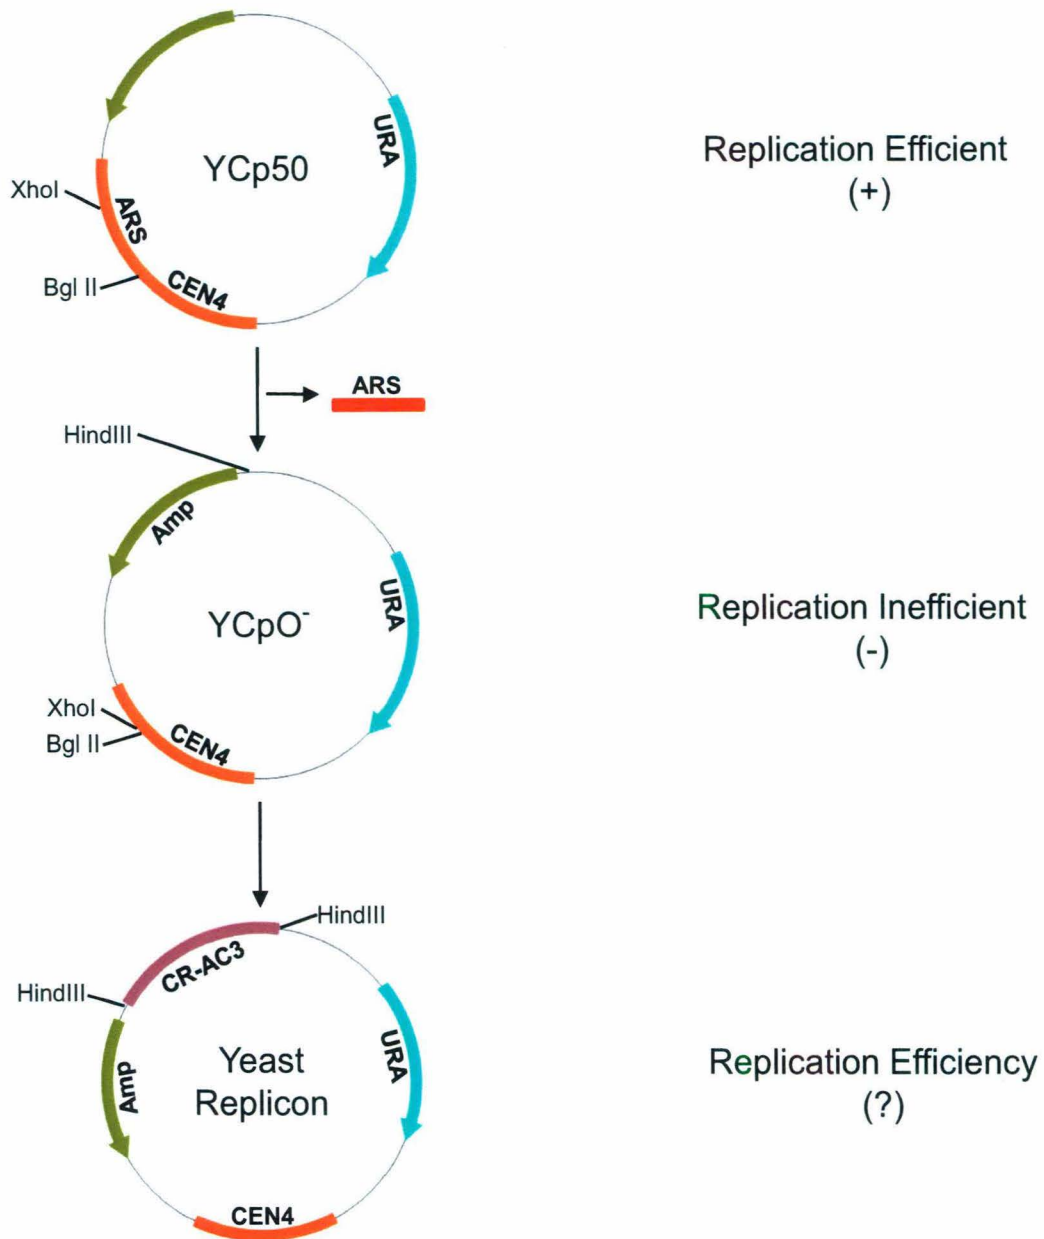 YCp50
URA
XhoI
ARS
Bgl II
CEN4
Replication Efficient
(+)
ARS
HindIII
Amp
YCpO⁻
URA
XhoI
Bgl II
CEN4
Replication Inefficient
(-)
HindIII
CR-AC3
HindIII
Amp
Yeast
Replicon
URA
CEN4
Replication Efficiency
(?)